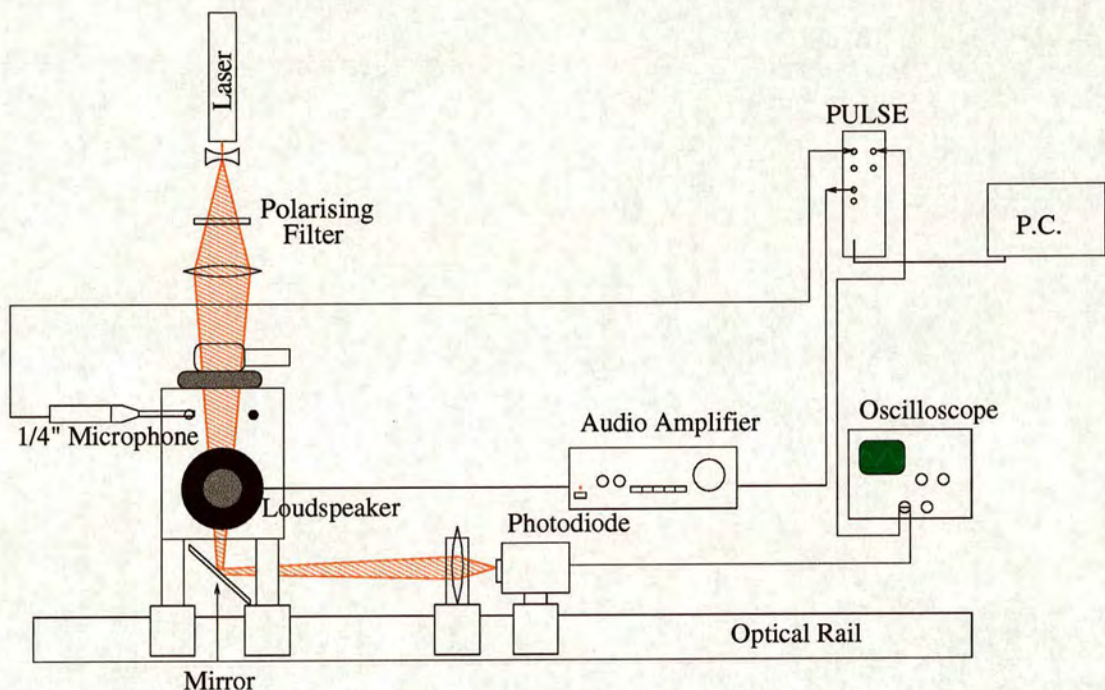 Laser
PULSE
Polarising
Filter
P.C.
1/4" Microphone
Audio Amplifier
Oscilloscope
Loudspeaker
Photodiode
Optical Rail
Mirror